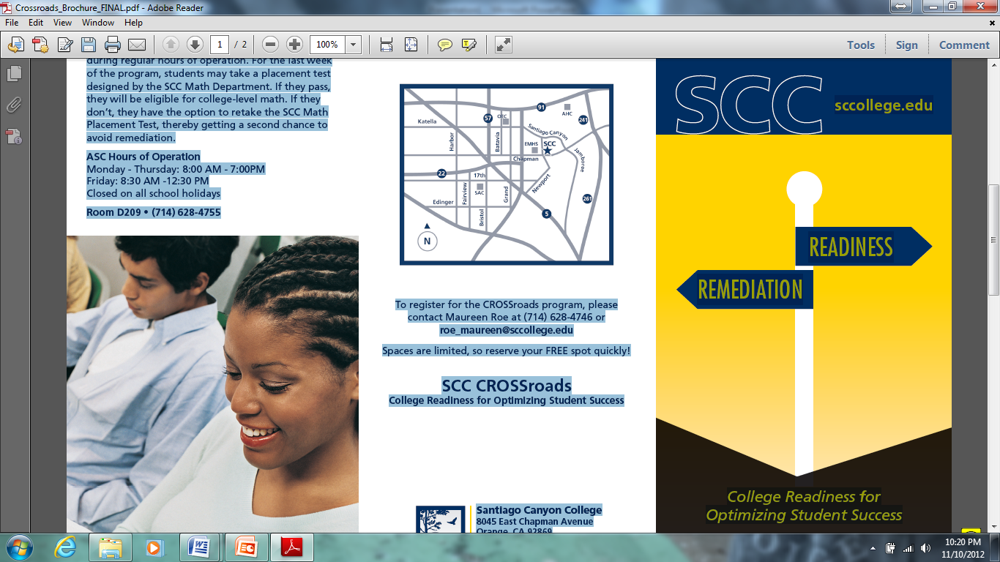 Crossroads_Brochure_FINAL.pdf - Adobe Reader
File Edit View Window Help
1 / 2 100% Tools Sign Comment
during regular hours of operation. For the last week
of the program, students may take a placement test
designed by the SCC Math Department. If they pass,
they will be eligible for college-level math. If they
don't, they have the option to retake the SCC Math
Placement Test, thereby getting a second chance to
avoid remediation.
ASC Hours of Operation
Monday - Thursday: 8:00 AM - 7:00PM
Friday: 8:30 AM -12:30 PM
Closed on all school holidays
Room D209 • (714) 628-4755
91
57
OEC
AHC
241
Katella
Santiago Canyon
Harbor
Batavia
EMHS
SCC
Chapman
Jamboree
22
17th
Newport
Fairview
SAC
Grand
261
Edinger
Bristol
5
N
To register for the CROSSroads program, please
contact Maureen Roe at (714) 628-4746 or
roe_maureen@sccollege.edu
Spaces are limited, so reserve your FREE spot quickly!
SCC CROSSroads
College Readiness for Optimizing Student Success
Santiago Canyon College
8045 East Chapman Avenue
Orange, CA 92869
SCC
sccollege.edu
READINESS
REMEDIATION
College Readiness for
Optimizing Student Success
10:20 PM
11/10/2012